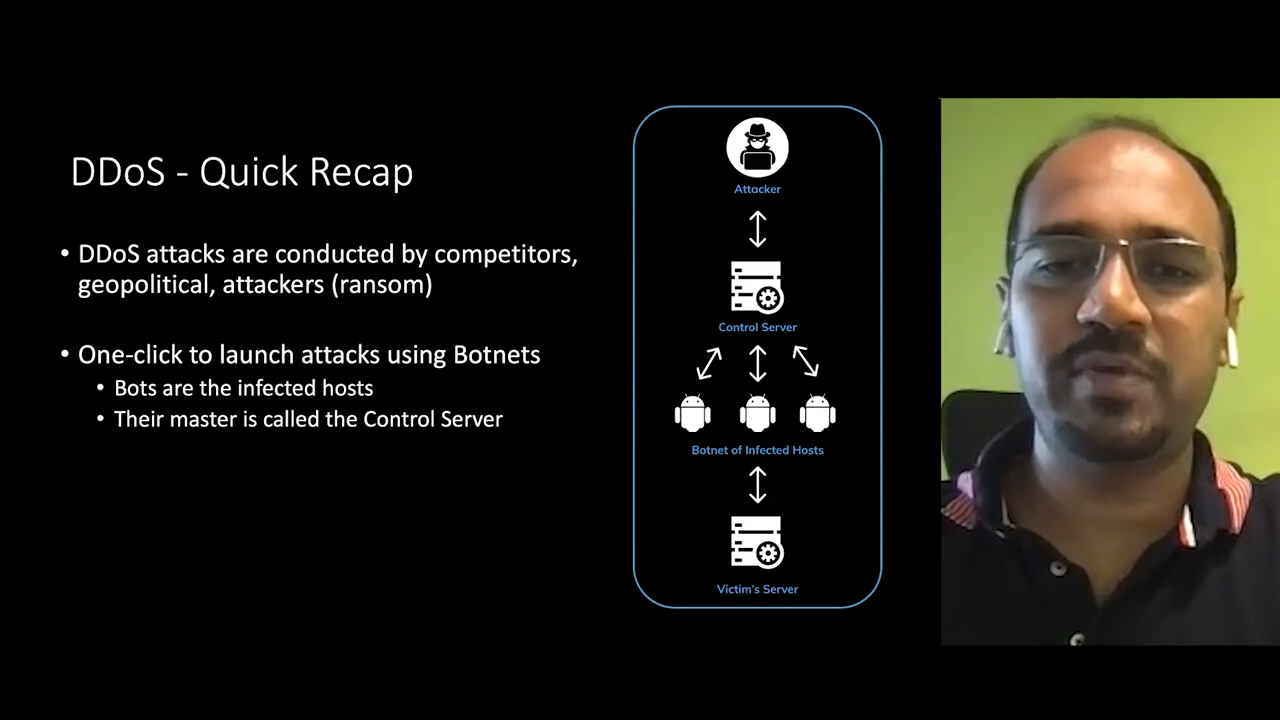 DDoS - Quick Recap
• DDoS attacks are conducted by competitors,
geopolitical, attackers (ransom)
• One-click to launch attacks using Botnets
• Bots are the infected hosts
• Their master is called the Control Server
Attacker
Control Server
Botnet of Infected Hosts
Victim's Server